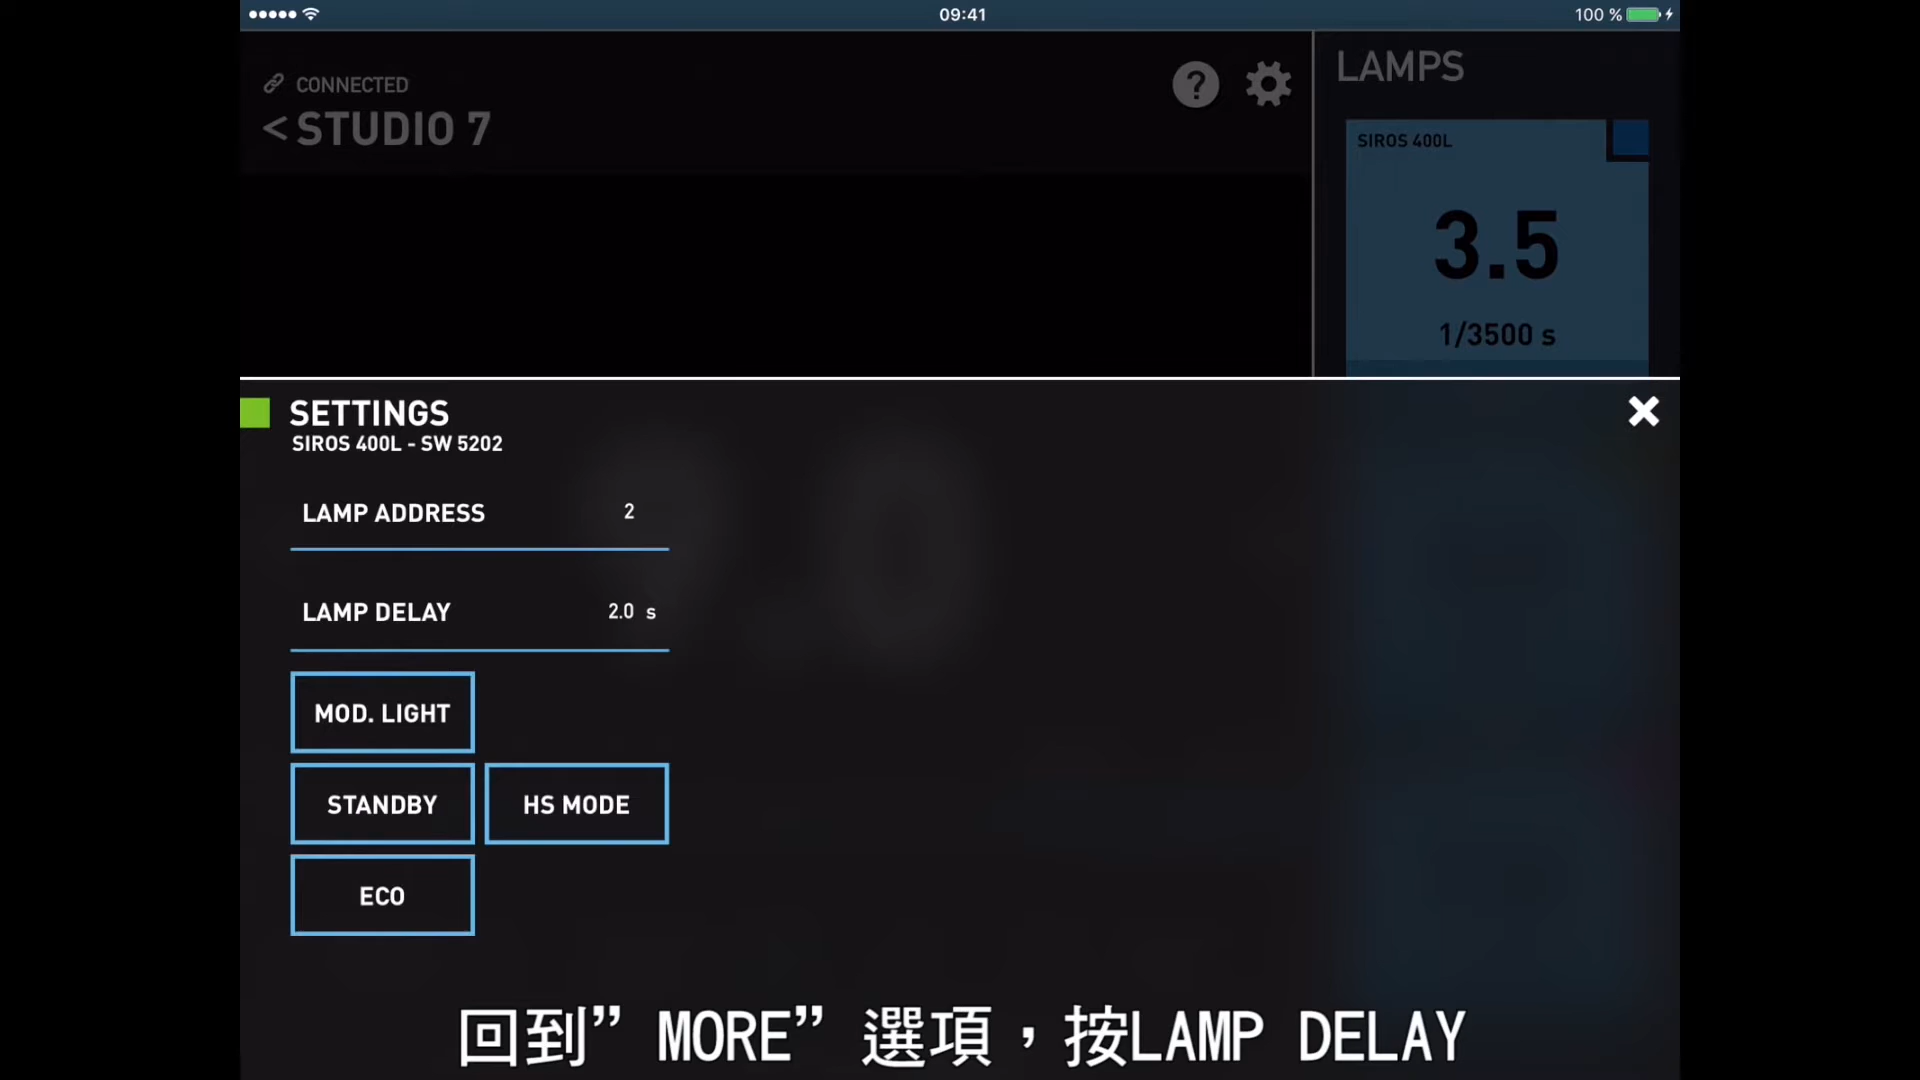 09:41
100 %
CONNECTED
< STUDIO 7
?
LAMPS
SIROS 400L
3.5
1/3500 s
SETTINGS
SIROS 400L - SW 5202
LAMP ADDRESS 2
LAMP DELAY 2.0 s
MOD. LIGHT
STANDBY
HS MODE
ECO
回到”MORE”選項，按LAMP DELAY